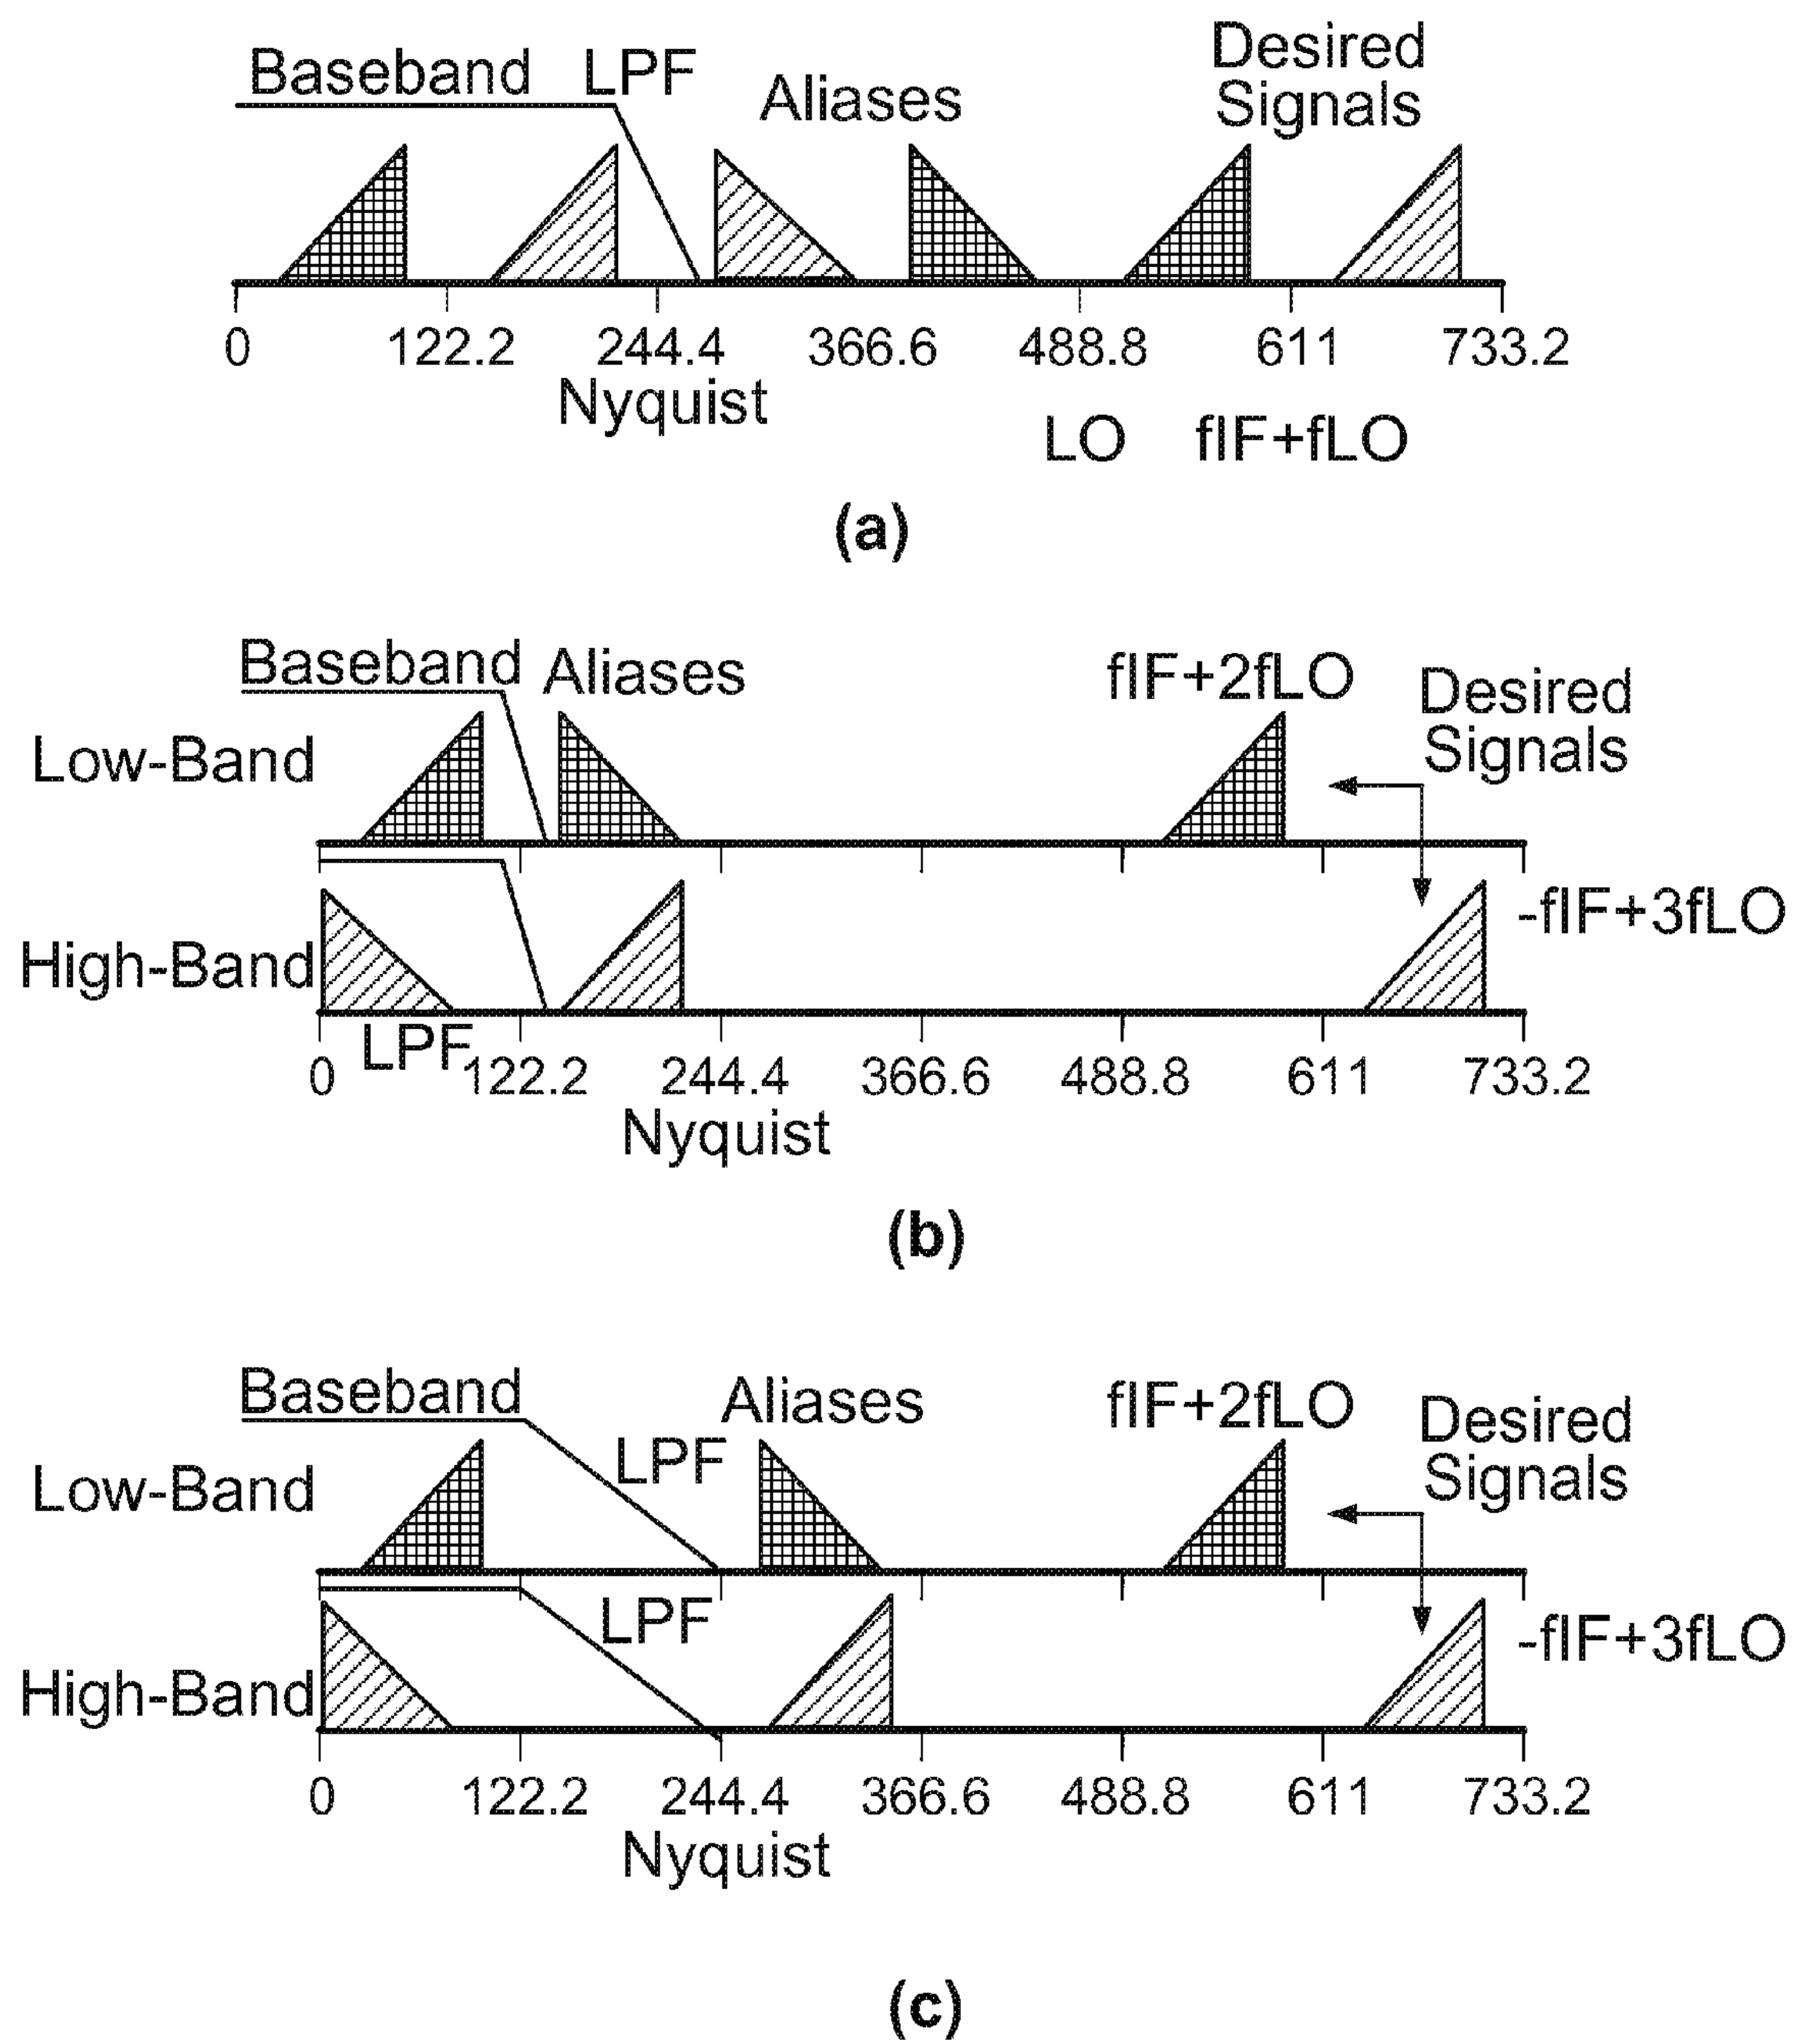 Baseband LPF Aliases Desired
Signals
0 122.2 244.4 366.6 488.8 611 733.2
Nyquist
LO fIF+fLO
(a)
Baseband Aliases fIF+2fLO Desired
Signals
Low-Band
High-Band -fIF+3fLO
LPF
0 122.2 244.4 366.6 488.8 611 733.2
Nyquist
(b)
Baseband Aliases fIF+2fLO Desired
Signals
Low-Band LPF
LPF
High-Band -fIF+3fLO
0 122.2 244.4 366.6 488.8 611 733.2
Nyquist
(c)